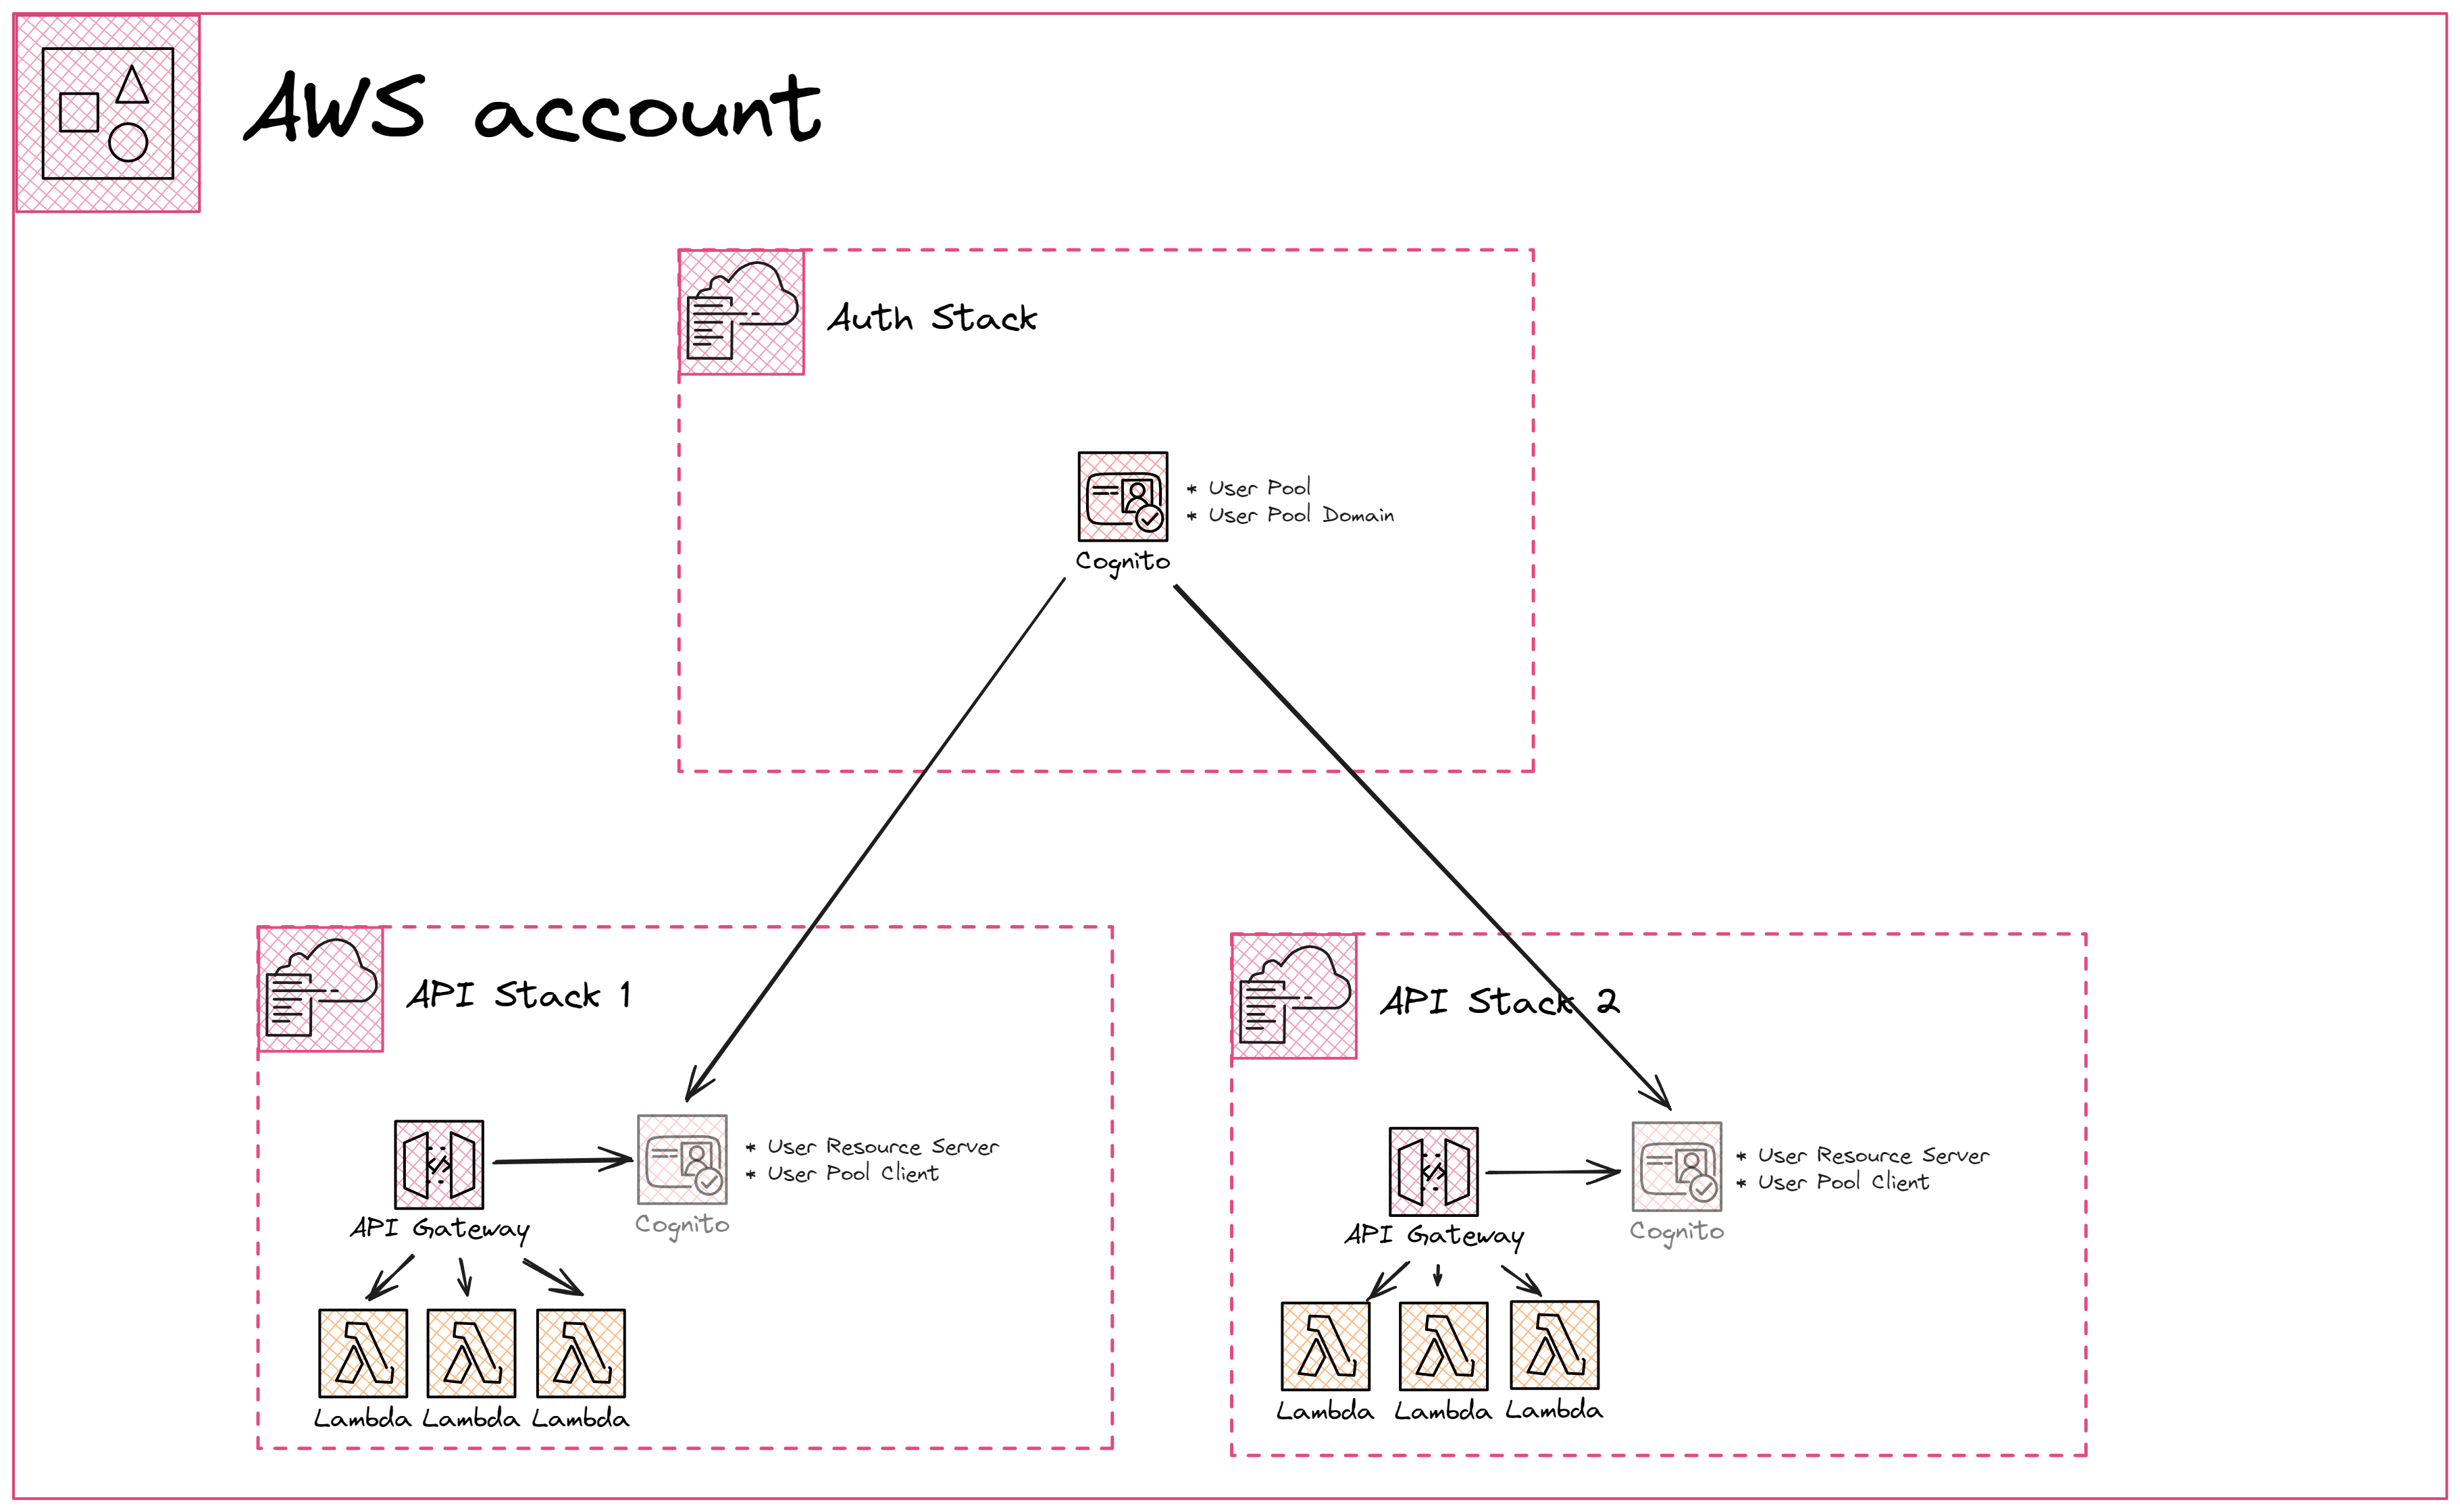 AWS account
Auth Stack
* User Pool
* User Pool Domain
Cognito
API Stack 1
* User Resource Server
* User Pool Client
API Gateway
Cognito
Lambda
Lambda
Lambda
API Stack 2
* User Resource Server
* User Pool Client
API Gateway
Cognito
Lambda
Lambda
Lambda